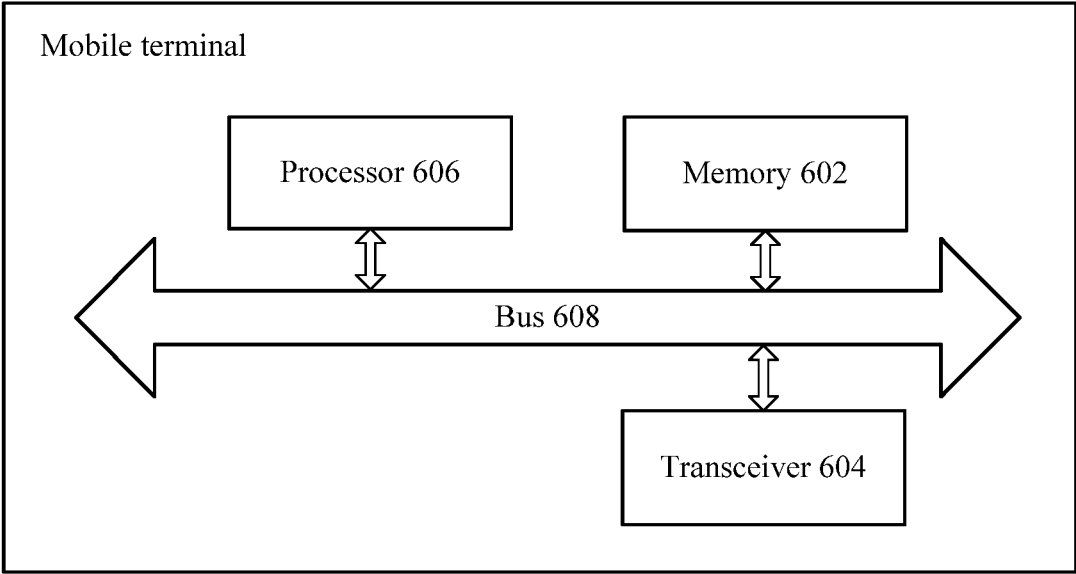 Mobile terminal
Processor 606
Memory 602
Bus 608
Transceiver 604